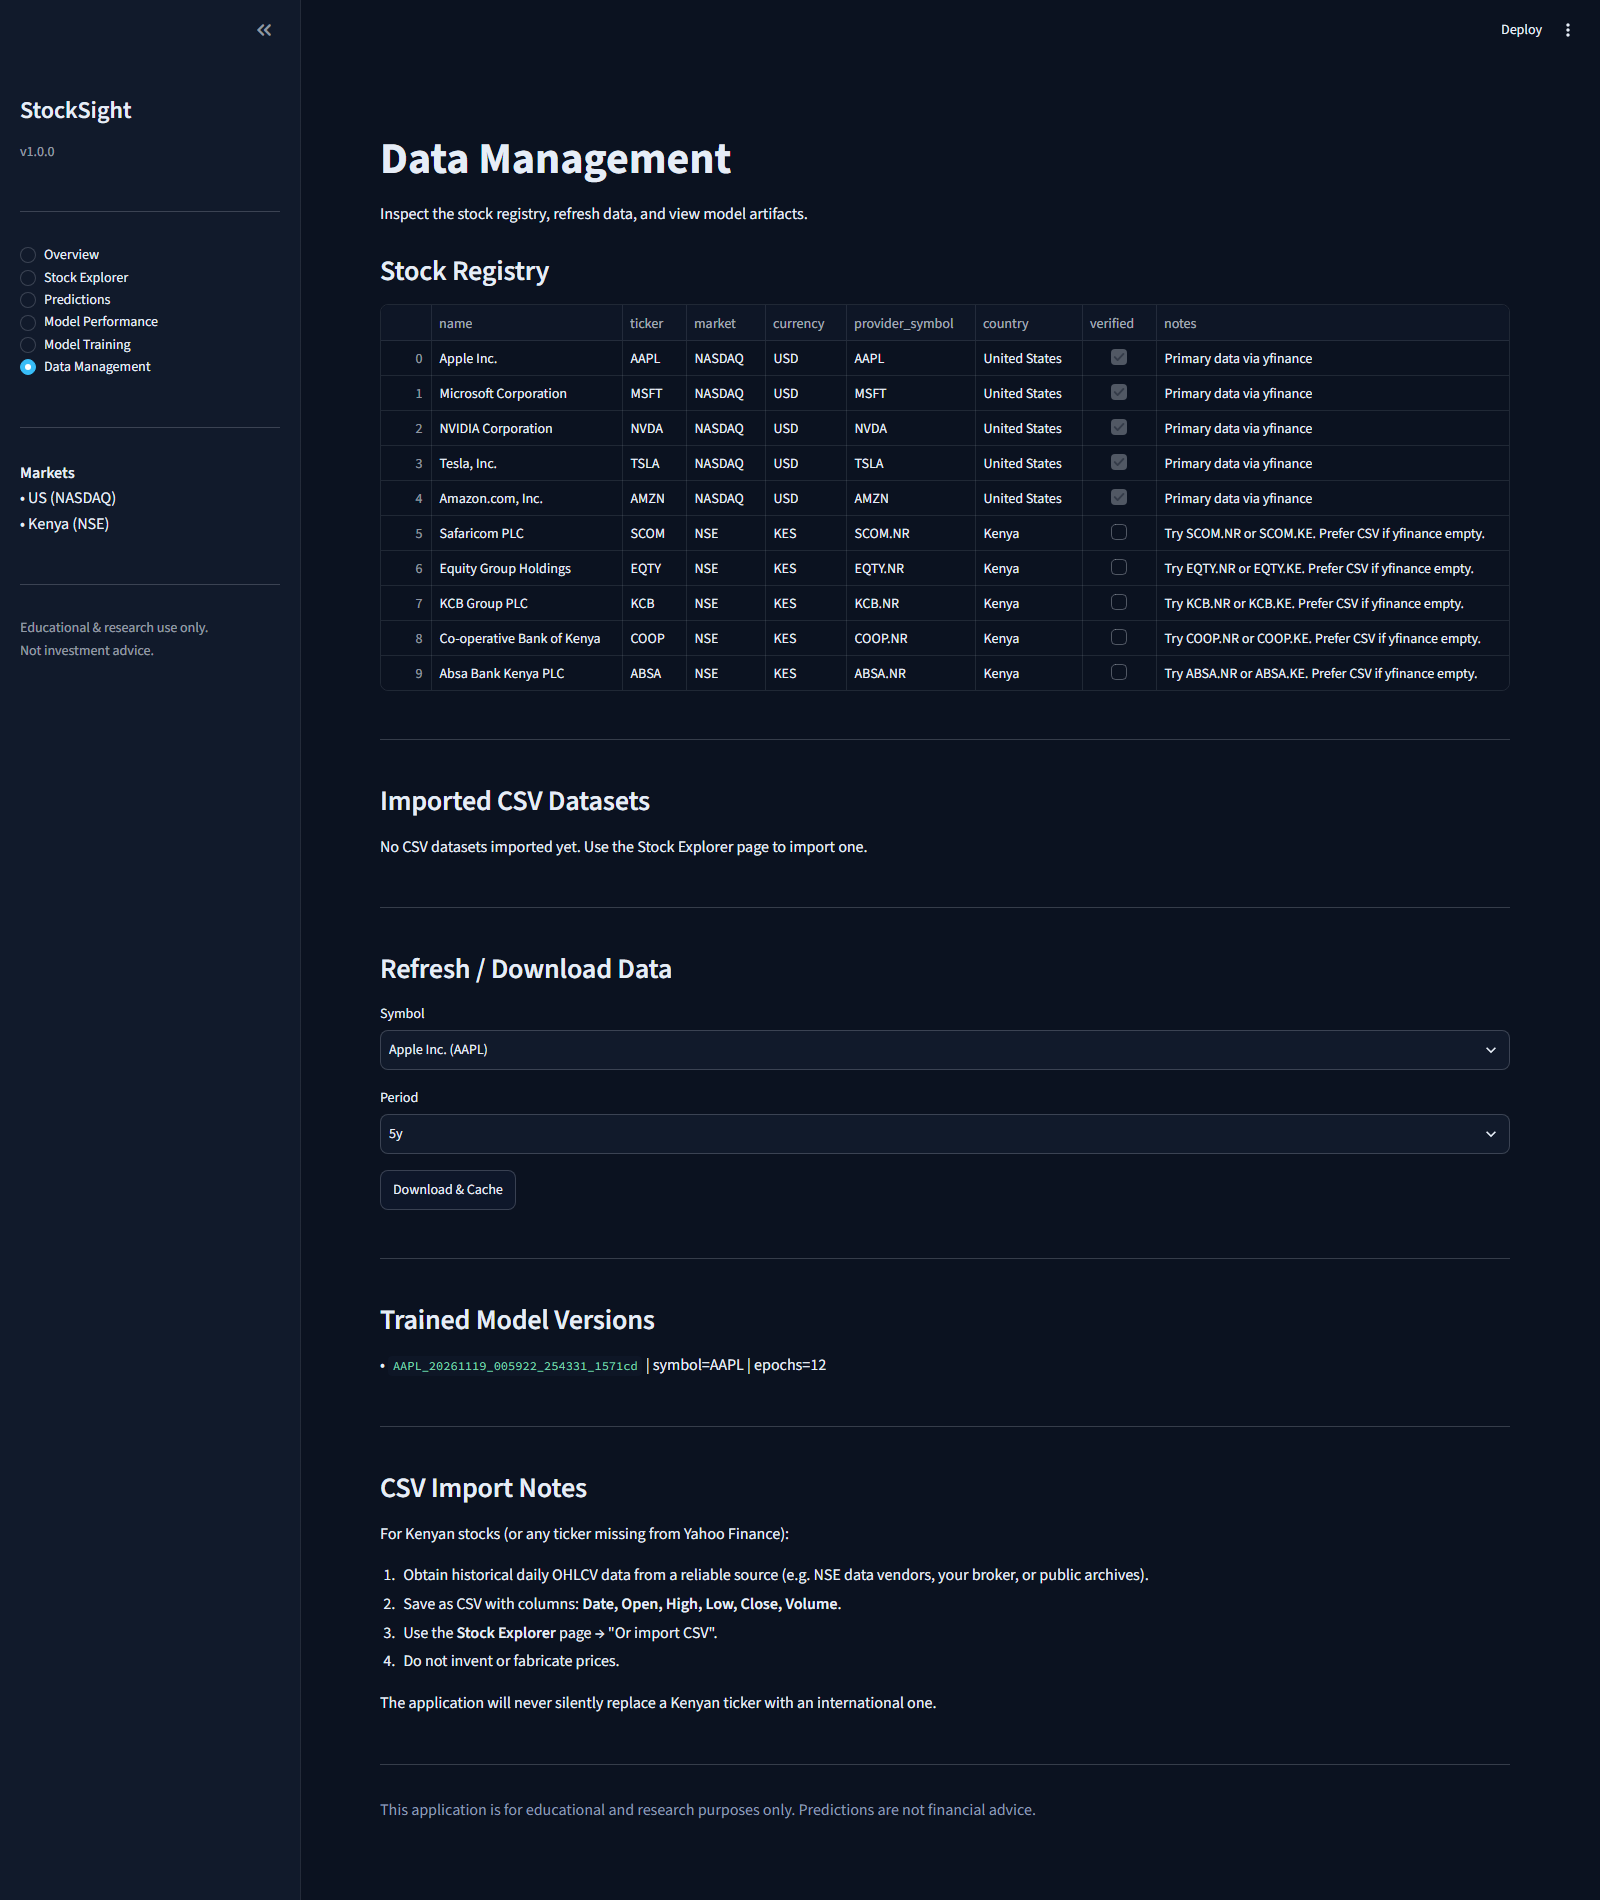 Deploy
StockSight
v1.0.0
Overview
Stock Explorer
Predictions
Model Performance
Model Training
Data Management
Markets
• US (NASDAQ)
• Kenya (NSE)
Educational & research use only.
Not investment advice.
Data Management
Inspect the stock registry, refresh data, and view model artifacts.
Stock Registry
name ticker market currency provider_symbol country verified notes
0 Apple Inc. AAPL NASDAQ USD AAPL United States Primary data via yfinance
1 Microsoft Corporation MSFT NASDAQ USD MSFT United States Primary data via yfinance
2 NVIDIA Corporation NVDA NASDAQ USD NVDA United States Primary data via yfinance
3 Tesla, Inc. TSLA NASDAQ USD TSLA United States Primary data via yfinance
4 Amazon.com, Inc. AMZN NASDAQ USD AMZN United States Primary data via yfinance
5 Safaricom PLC SCOM NSE KES SCOM.NR Kenya Try SCOM.NR or SCOM.KE. Prefer CSV if yfinance empty.
6 Equity Group Holdings EQTY NSE KES EQTY.NR Kenya Try EQTY.NR or EQTY.KE. Prefer CSV if yfinance empty.
7 KCB Group PLC KCB NSE KES KCB.NR Kenya Try KCB.NR or KCB.KE. Prefer CSV if yfinance empty.
8 Co-operative Bank of Kenya COOP NSE KES COOP.NR Kenya Try COOP.NR or COOP.KE. Prefer CSV if yfinance empty.
9 Absa Bank Kenya PLC ABSA NSE KES ABSA.NR Kenya Try ABSA.NR or ABSA.KE. Prefer CSV if yfinance empty.
Imported CSV Datasets
No CSV datasets imported yet. Use the Stock Explorer page to import one.
Refresh / Download Data
Symbol
Apple Inc. (AAPL)
Period
5y
Download & Cache
Trained Model Versions
• AAPL_20261119_005922_254331_1571cd | symbol=AAPL | epochs=12
CSV Import Notes
For Kenyan stocks (or any ticker missing from Yahoo Finance):
1. Obtain historical daily OHLCV data from a reliable source (e.g. NSE data vendors, your broker, or public archives).
2. Save as CSV with columns: Date, Open, High, Low, Close, Volume.
3. Use the Stock Explorer page → "Or import CSV".
4. Do not invent or fabricate prices.
The application will never silently replace a Kenyan ticker with an international one.
This application is for educational and research purposes only. Predictions are not financial advice.